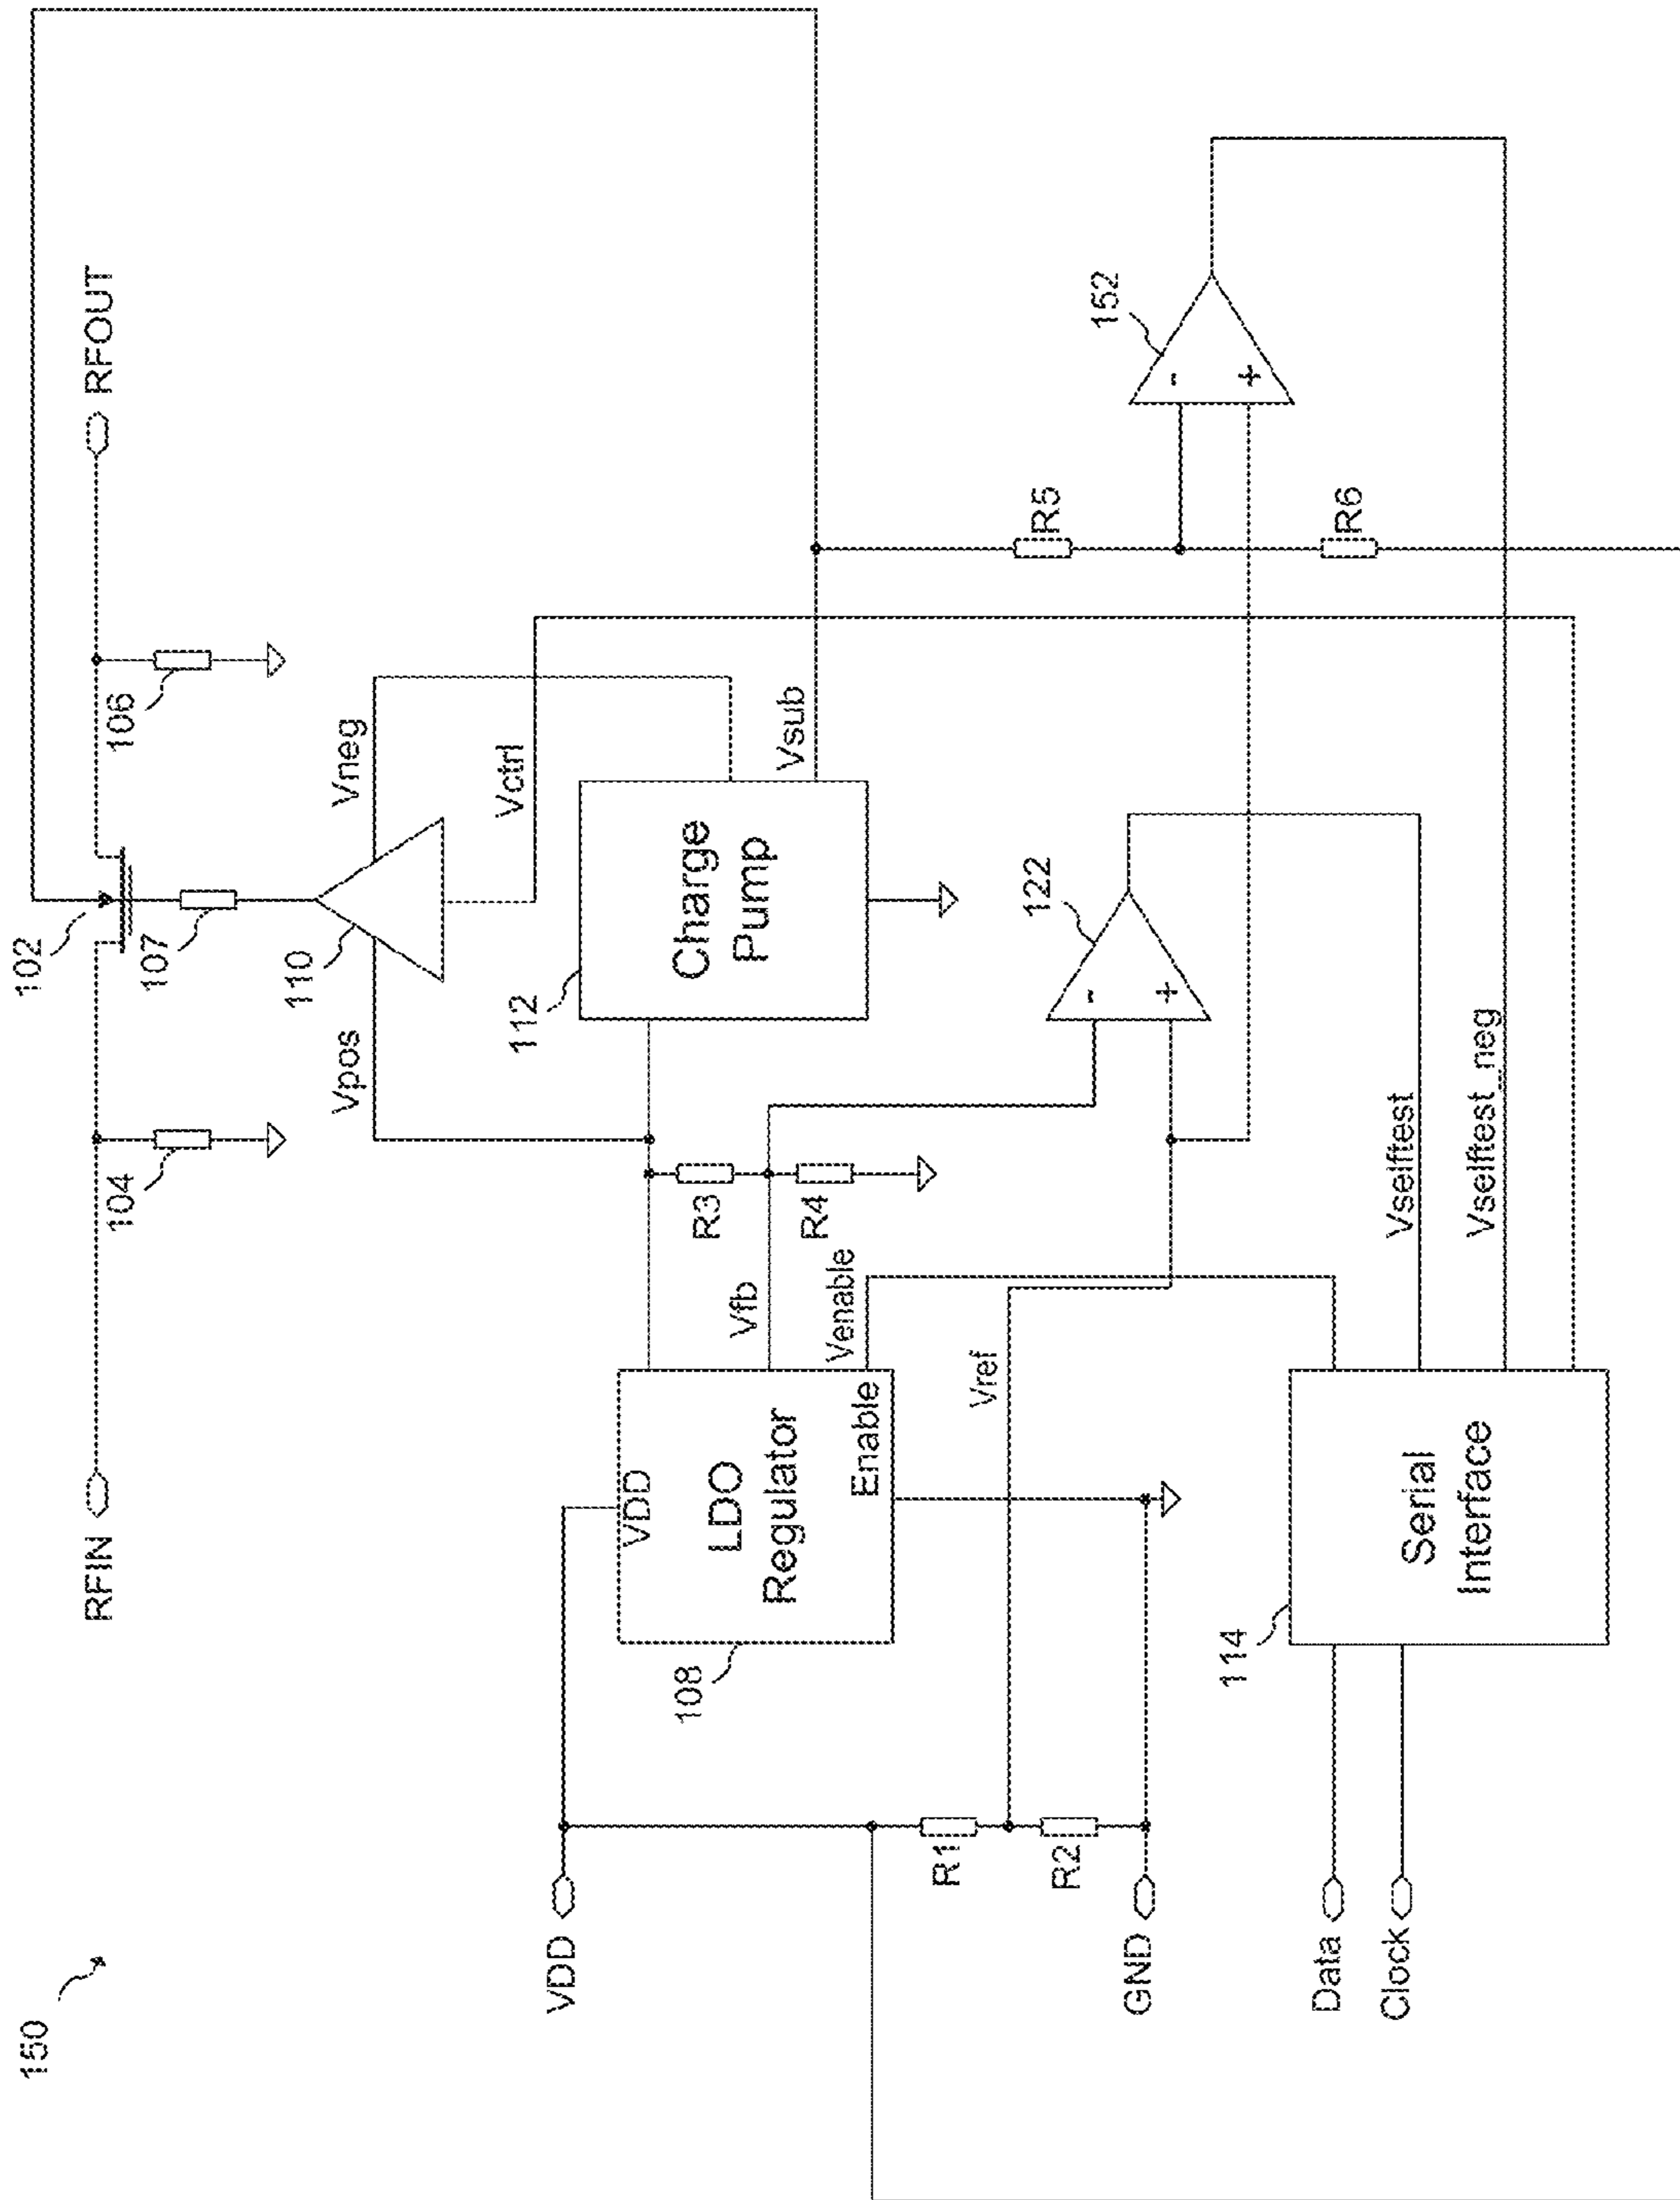 150
RFIN
RFOUT
102
104
106
107
110
Vpos
Vneg
Vctrl
112
Charge
Pump
Vsub
VDD
VDD
LDO
Regulator
Enable
108
Vfb
Venable
R3
R4
122
-
+
152
-
+
R5
R6
Vref
R1
R2
GND
Data
Clock
114
Serial
Interface
Vselftest
Vselftest_neg